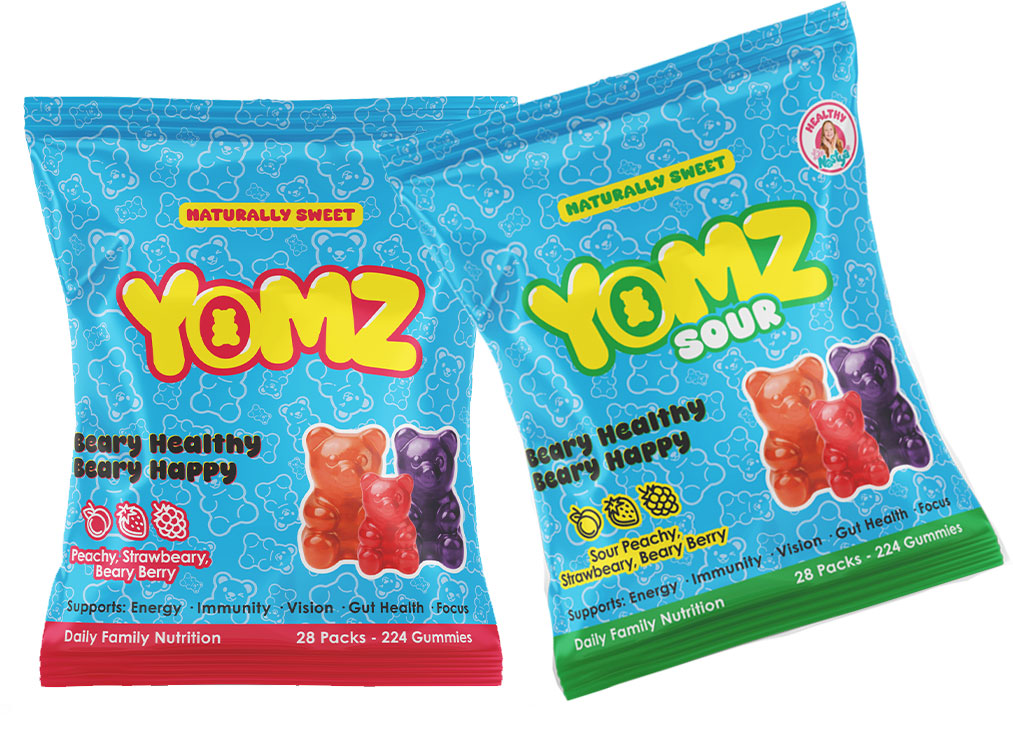 NATURALLY SWEET
YOMZ
Beary Healthy
Beary Happy
Peachy, Strawbeary,
Beary Berry
Supports: Energy · Immunity · Vision · Gut Health · Focus
Daily Family Nutrition 28 Packs - 224 Gummies
HEALTHY
Nastya
NATURALLY SWEET
YOMZ
SOUR
Beary Healthy
Beary Happy
Sour Peachy,
Strawbeary, Beary Berry
Supports: Energy · Immunity · Vision · Gut Health · Focus
Daily Family Nutrition 28 Packs - 224 Gummies